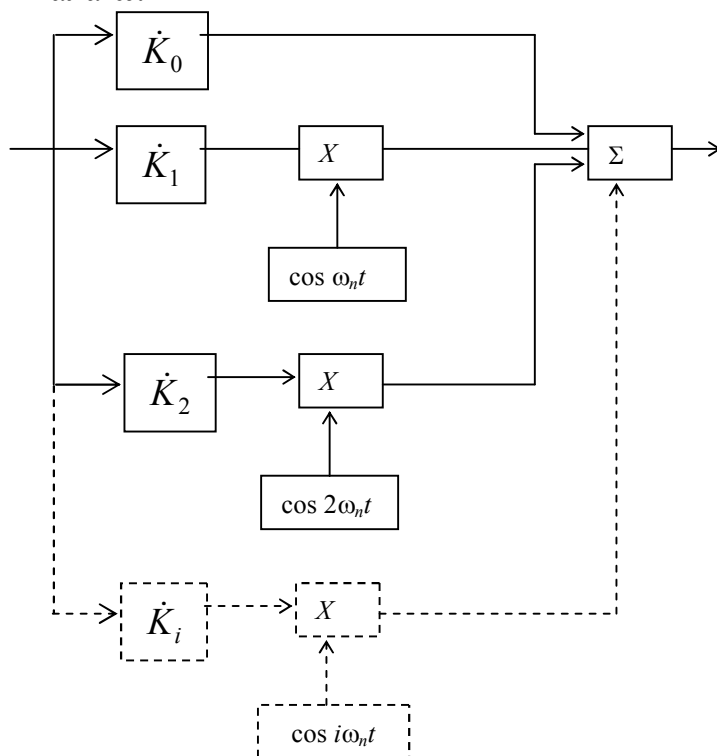 K̇₀
K̇₁ X Σ
cos ωₙt
K̇₂ X
cos 2ωₙt
K̇ᵢ X
cos iωₙt